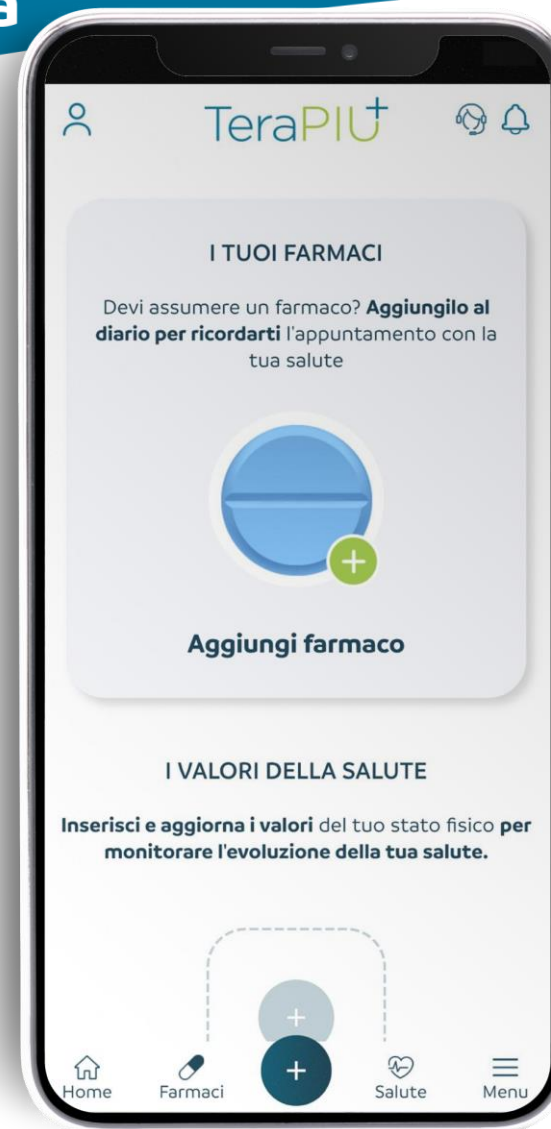 TeraPIU+
I TUOI FARMACI
Devi assumere un farmaco? Aggiungilo al
diario per ricordarti l'appuntamento con la
tua salute
Aggiungi farmaco
I VALORI DELLA SALUTE
Inserisci e aggiorna i valori del tuo stato fisico per
monitorare l'evoluzione della tua salute.
Home Farmaci Salute Menu